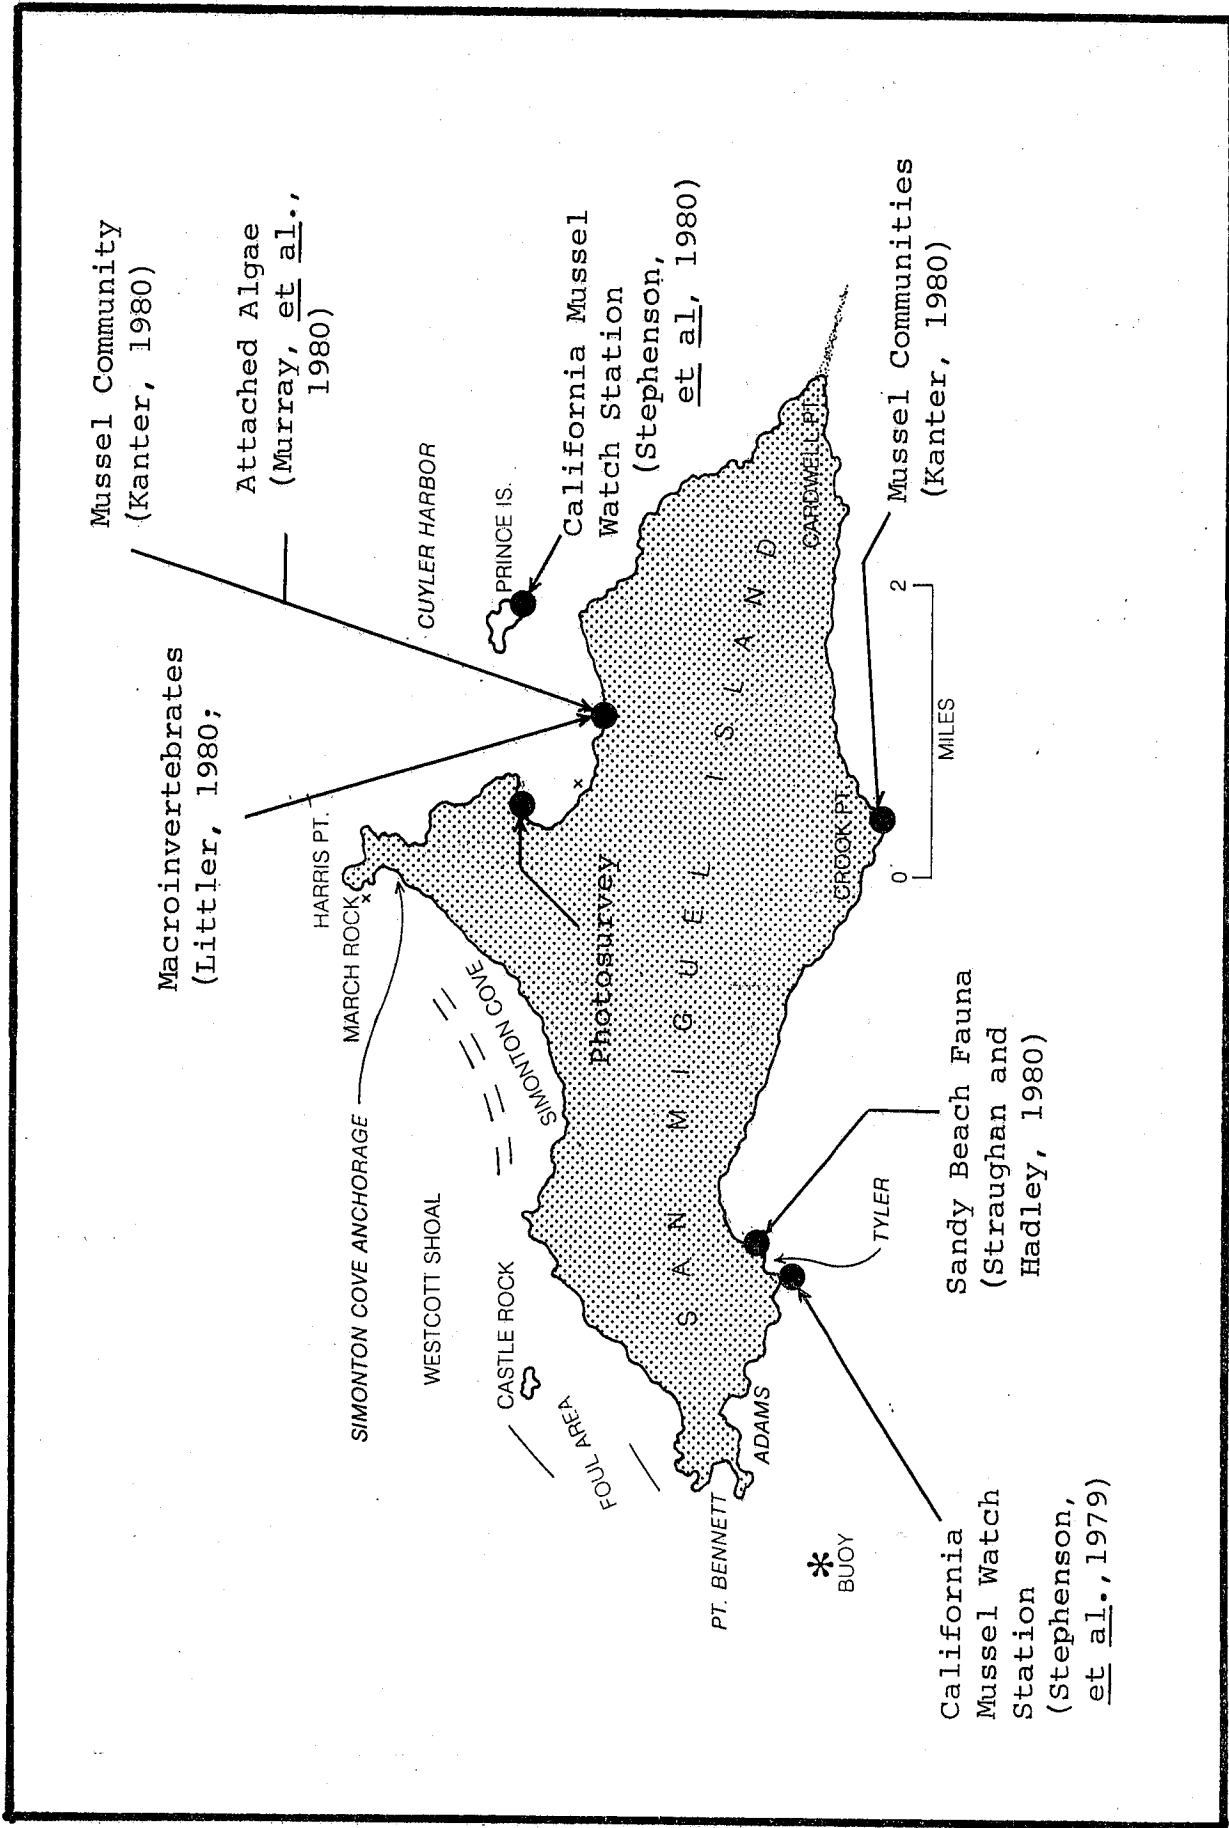 Mussel Community
(Kanter, 1980)
Attached Algae
(Murray, et al.,
1980)
Macroinvertebrates
(Littler, 1980;
HARRIS PT.
MARCH ROCK
CUYLER HARBOR
PRINCE IS.
California Mussel
Watch Station
(Stephenson,
et al, 1980)
SIMONTON COVE ANCHORAGE
SIMONTON COVE
WESTCOTT SHOAL
CASTLE ROCK
FOUL AREA
Photosurvey
SAN MIGUEL ISLAND
CARDWELL PT.
CROOK PT.
PT. BENNETT
ADAMS
BUOY
TYLER
0
2
MILES
Mussel Communities
(Kanter, 1980)
Sandy Beach Fauna
(Straughan and
Hadley, 1980)
California
Mussel Watch
Station
(Stephenson,
et al.,1979)